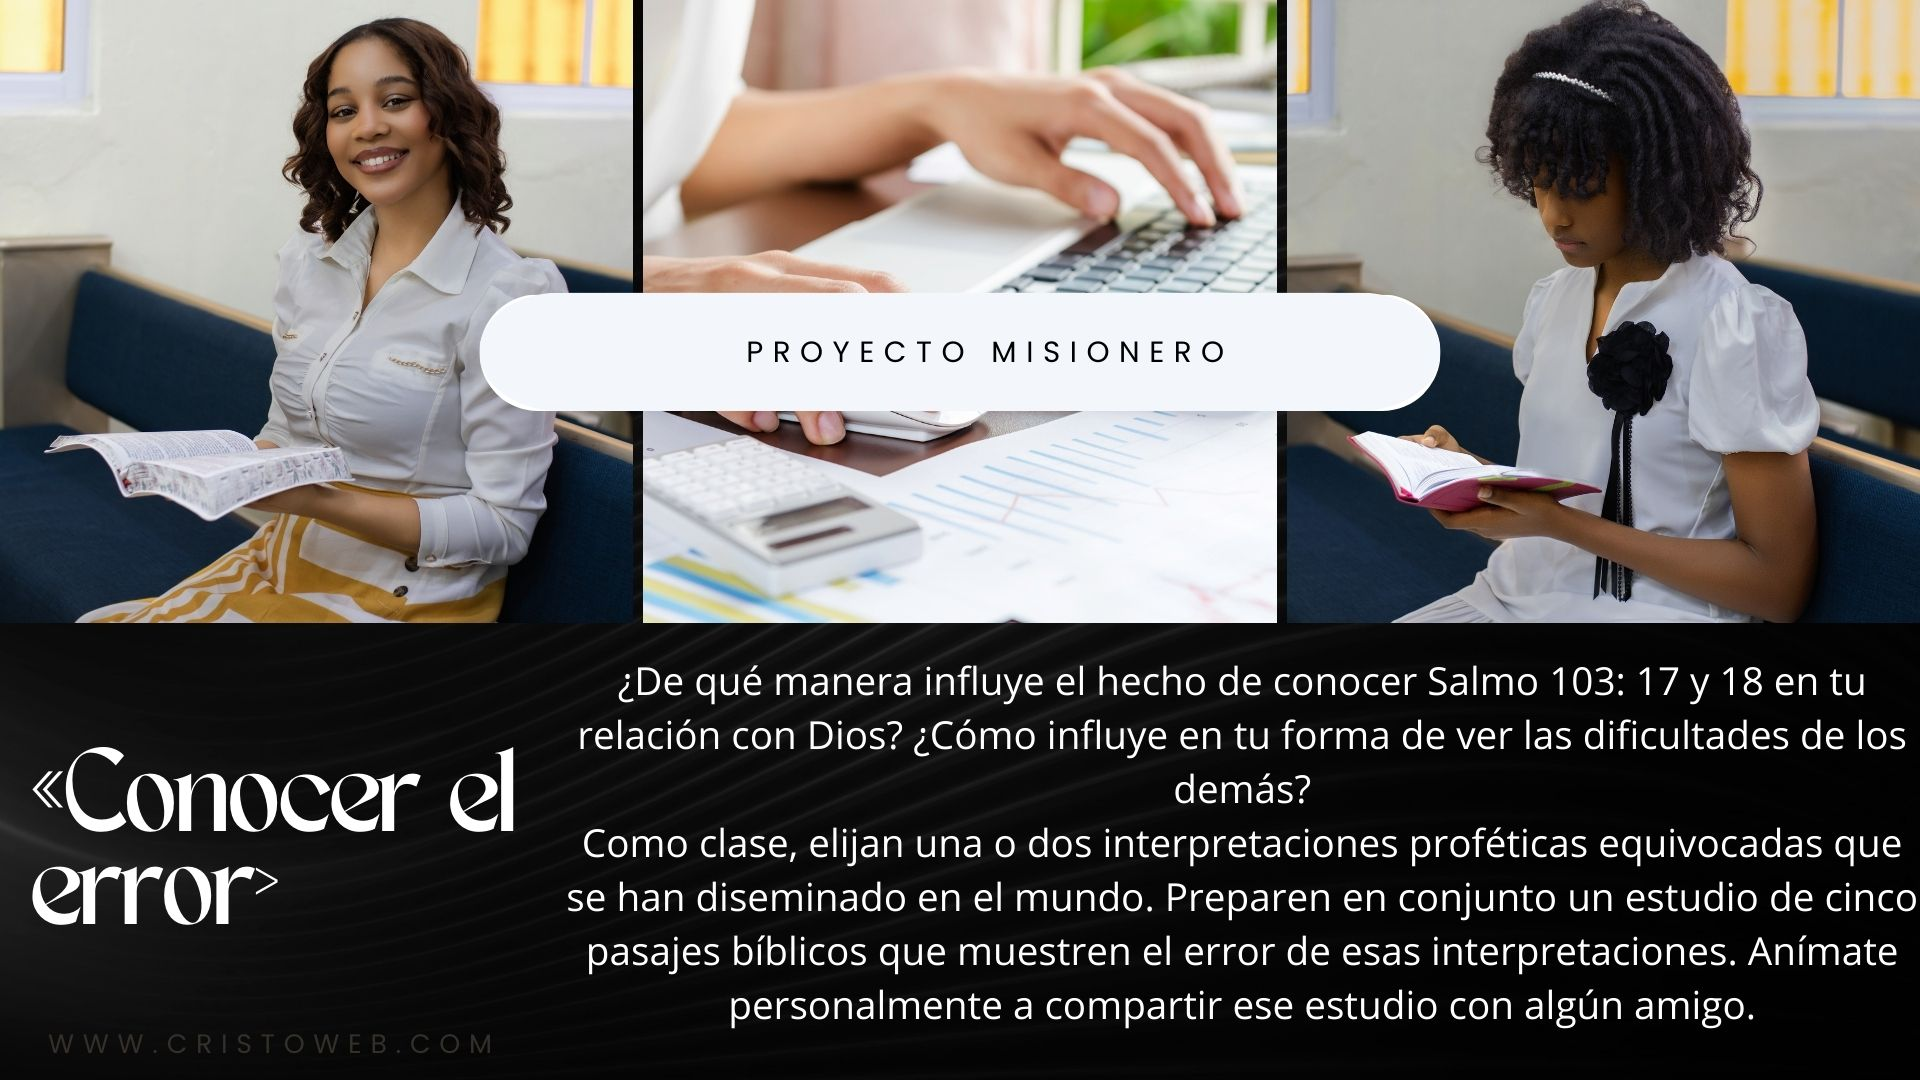 PROYECTO MISIONERO
«Conocer el
error>
¿De qué manera influye el hecho de conocer Salmo 103: 17 y 18 en tu
relación con Dios? ¿Cómo influye en tu forma de ver las dificultades de los
demás?
Como clase, elijan una o dos interpretaciones proféticas equivocadas que
se han diseminado en el mundo. Preparen en conjunto un estudio de cinco
pasajes bíblicos que muestren el error de esas interpretaciones. Anímate
personalmente a compartir ese estudio con algún amigo.
WWW.CRISTOWEB.COM